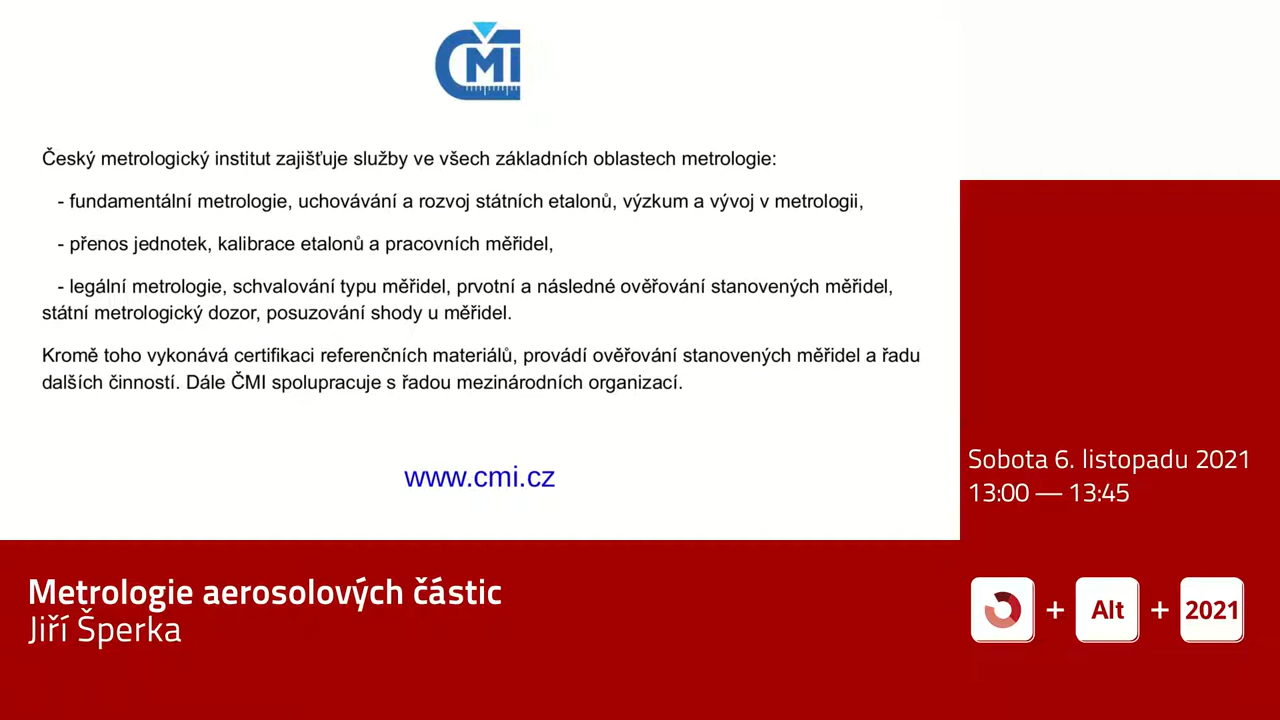 ČMI
Český metrologický institut zajišťuje služby ve všech základních oblastech metrologie:
- fundamentální metrologie, uchovávání a rozvoj státních etalonů, výzkum a vývoj v metrologii,
- přenos jednotek, kalibrace etalonů a pracovních měřidel,
- legální metrologie, schvalování typu měřidel, prvotní a následné ověřování stanovených měřidel,
státní metrologický dozor, posuzování shody u měřidel.
Kromě toho vykonává certifikaci referenčních materiálů, provádí ověřování stanovených měřidel a řadu
dalších činností. Dále ČMI spolupracuje s řadou mezinárodních organizací.
www.cmi.cz
Sobota 6. listopadu 2021
13:00 — 13:45
Metrologie aerosolových částic
Jiří Šperka
+ Alt + 2021